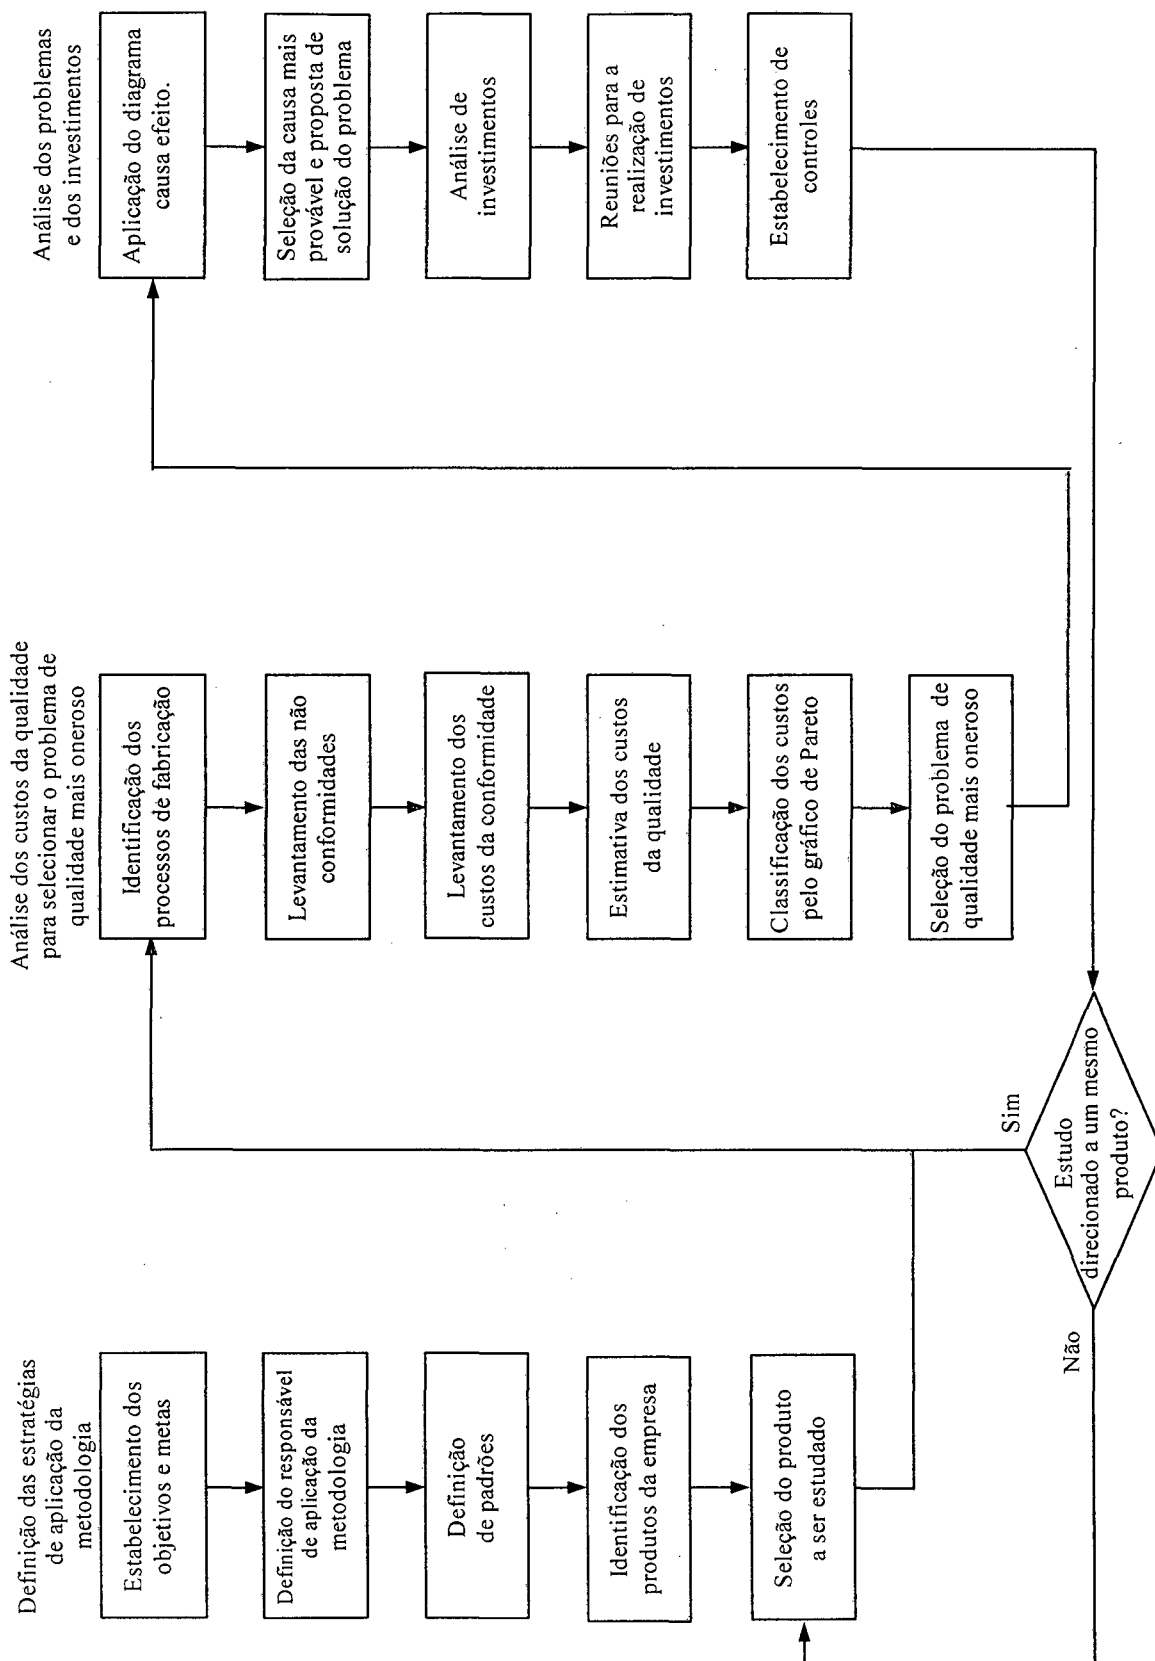 Definição das estratégias
de aplicação da
metodologia
Estabelecimento dos
objetivos e metas
Definição do responsável
de aplicação da
metodologia
Definição
de padrões
Identificação dos
produtos da empresa
Seleção do produto
a ser estudado
Análise dos custos da qualidade
para selecionar o problema de
qualidade mais oneroso
Identificação dos
processos de fabricação
Levantamento das não
conformidades
Levantamento dos
custos da conformidade
Estimativa dos custos
da qualidade
Classificação dos custos
pelo gráfico de Pareto
Seleção do problema de
qualidade mais oneroso
Análise dos problemas
e dos investimentos
Aplicação do diagrama
causa efeito.
Seleção da causa mais
provável e proposta de
solução do problema
Análise de
investimentos
Reuniões para a
realização de
investimentos
Estabelecimento de
controles
Não
Estudo
direcionado a um mesmo
produto?
Sim